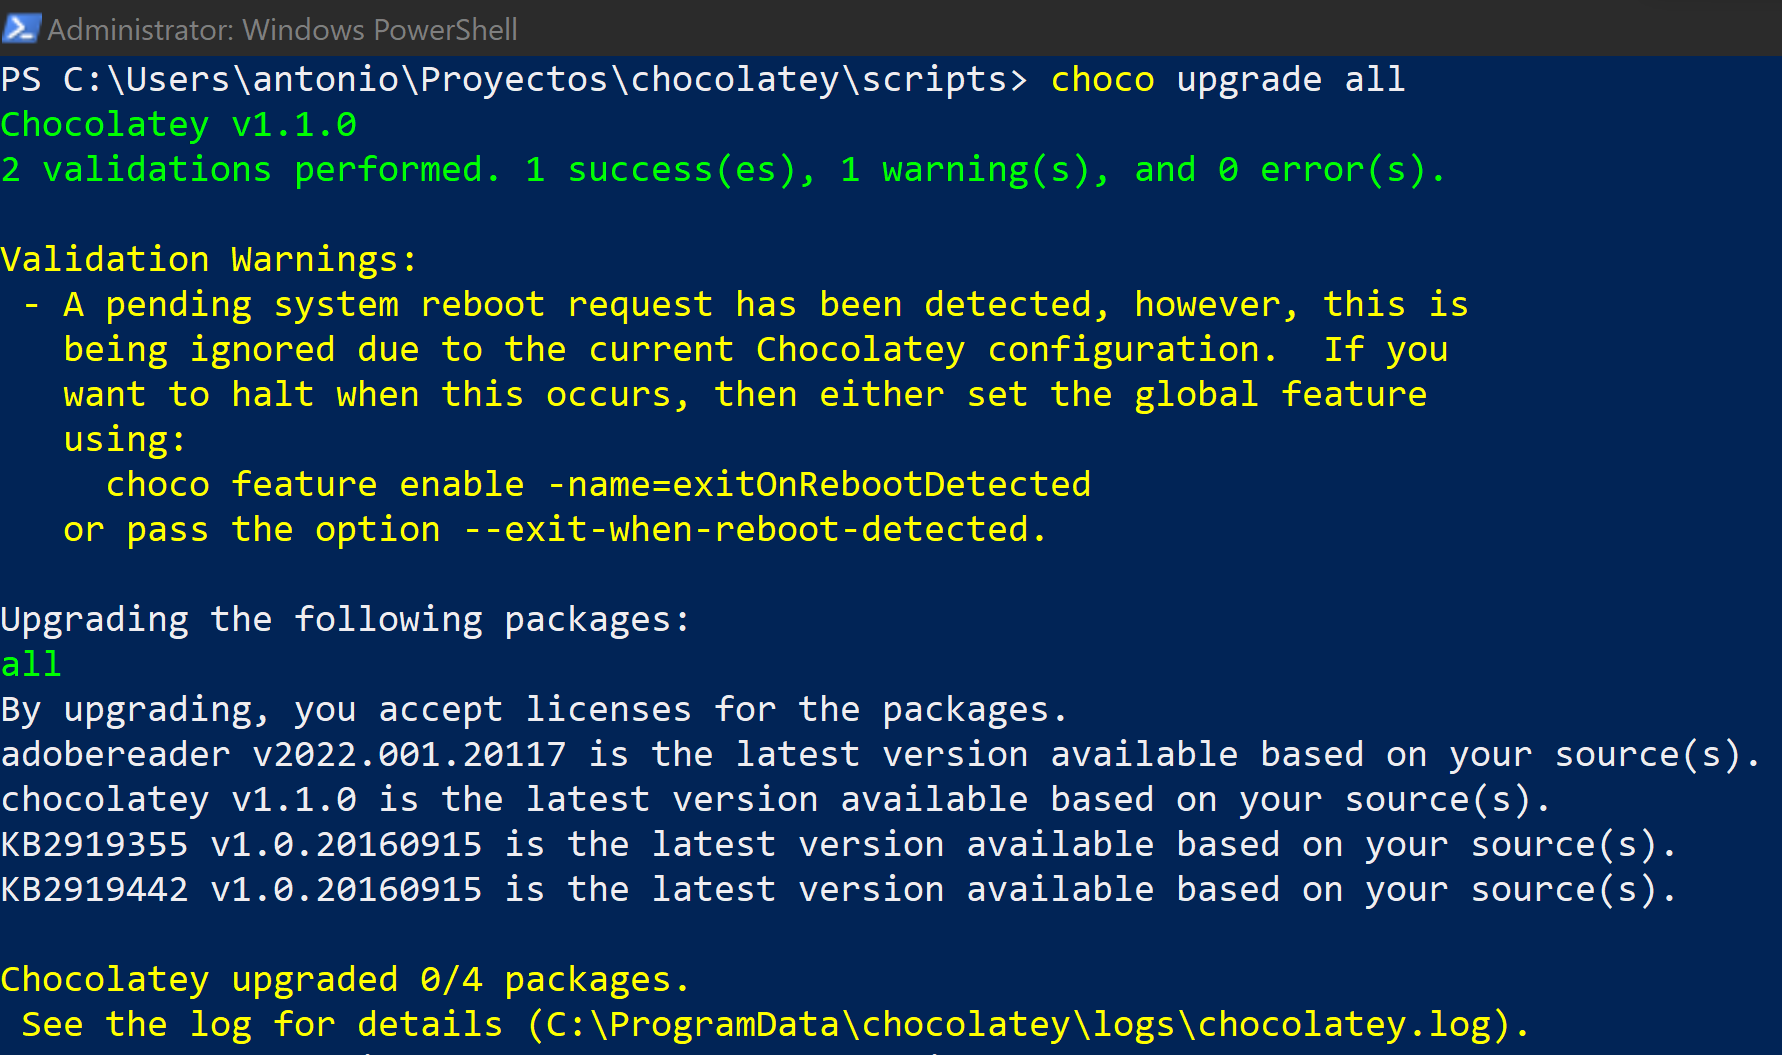 Administrator: Windows PowerShell
PS C:\Users\antonio\Proyectos\chocolatey\scripts> choco upgrade all
Chocolatey v1.1.0
2 validations performed. 1 success(es), 1 warning(s), and 0 error(s).
Validation Warnings:
- A pending system reboot request has been detected, however, this is
being ignored due to the current Chocolatey configuration.  If you
want to halt when this occurs, then either set the global feature
using:
choco feature enable -name=exitOnRebootDetected
or pass the option --exit-when-reboot-detected.
Upgrading the following packages:
all
By upgrading, you accept licenses for the packages.
adobereader v2022.001.20117 is the latest version available based on your source(s).
chocolatey v1.1.0 is the latest version available based on your source(s).
KB2919355 v1.0.20160915 is the latest version available based on your source(s).
KB2919442 v1.0.20160915 is the latest version available based on your source(s).
Chocolatey upgraded 0/4 packages.
See the log for details (C:\ProgramData\chocolatey\logs\chocolatey.log).